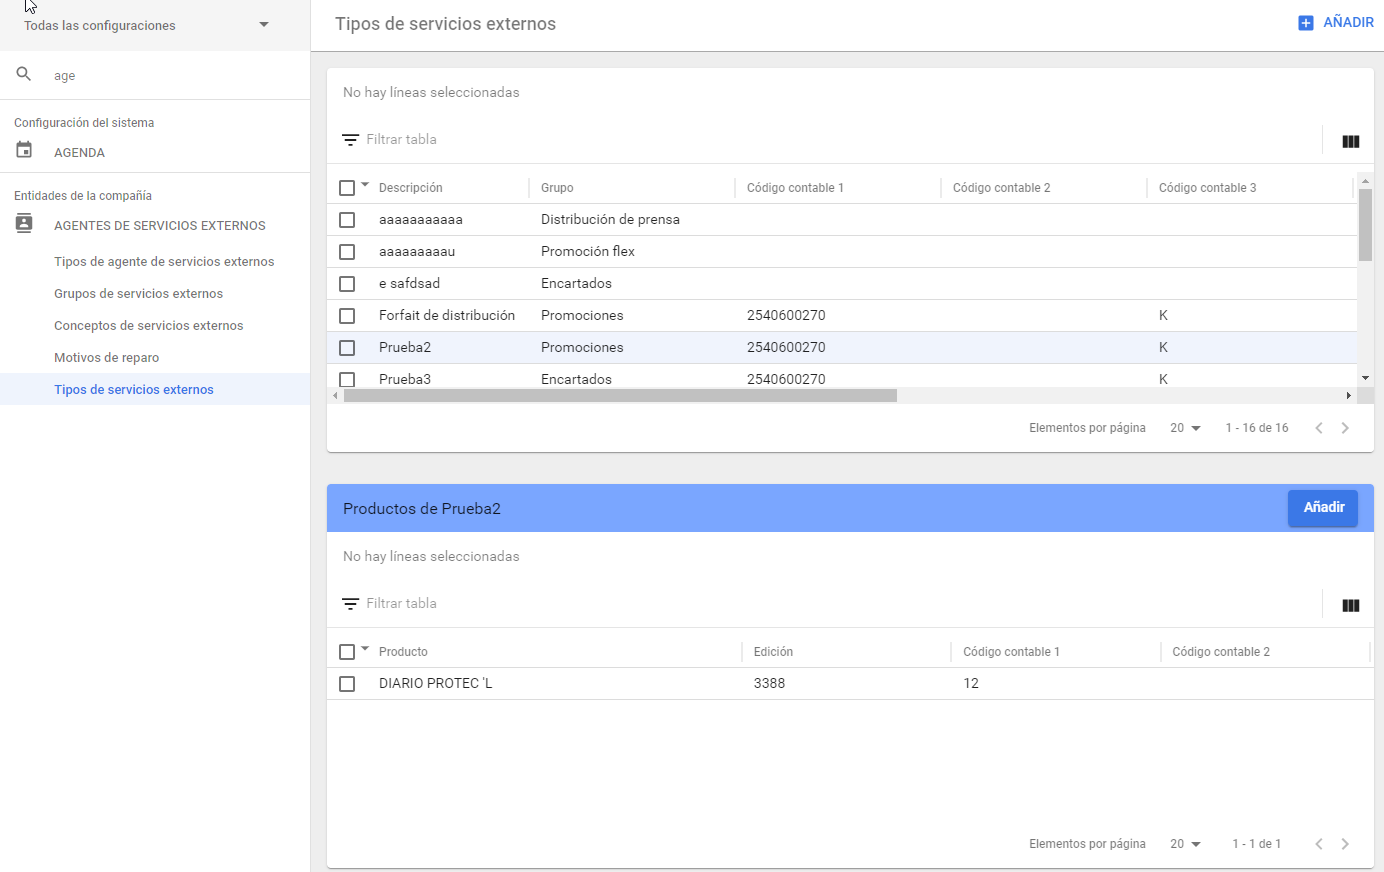 Todas las configuraciones
age
Configuración del sistema
AGENDA
Entidades de la compañía
AGENTES DE SERVICIOS EXTERNOS
Tipos de agente de servicios externos
Grupos de servicios externos
Conceptos de servicios externos
Motivos de reparo
Tipos de servicios externos
Tipos de servicios externos
AÑADIR
No hay líneas seleccionadas
Filtrar tabla
Descripción Grupo Código contable 1 Código contable 2 Código contable 3
aaaaaaaaaaa Distribución de prensa
aaaaaaaaau Promoción flex
e safdsad Encartados
Forfait de distribución Promociones 2540600270 K
Prueba2 Promociones 2540600270 K
Prueba3 Encartados 2540600270 K
Elementos por página 20 1 - 16 de 16
Productos de Prueba2 Añadir
No hay líneas seleccionadas
Filtrar tabla
Producto Edición Código contable 1 Código contable 2
DIARIO PROTEC 'L 3388 12
Elementos por página 20 1 - 1 de 1